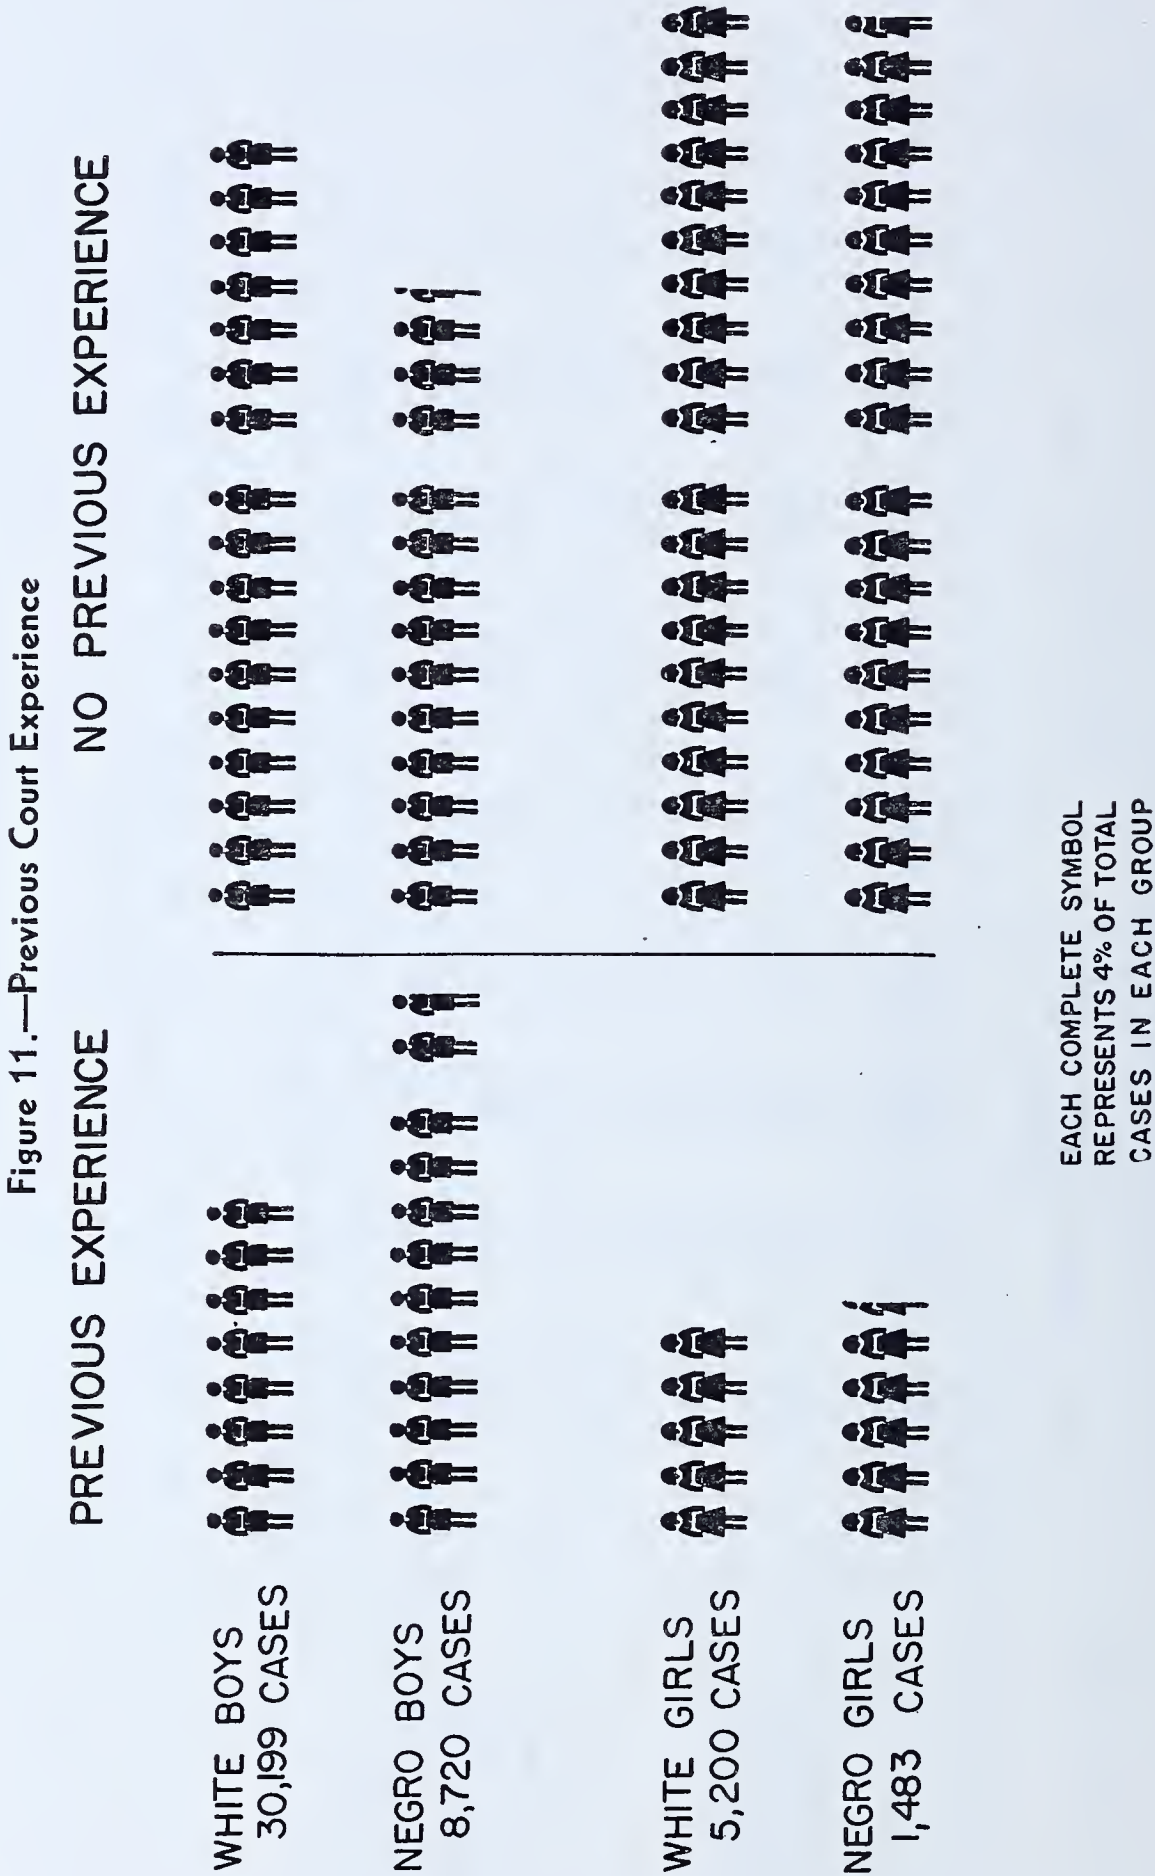 Figure 11.—Previous Court Experience
PREVIOUS EXPERIENCE
NO PREVIOUS EXPERIENCE
WHITE BOYS
30,199 CASES
NEGRO BOYS
8,720 CASES
WHITE GIRLS
5,200 CASES
NEGRO GIRLS
1,483 CASES
EACH COMPLETE SYMBOL
REPRESENTS 4% OF TOTAL
CASES IN EACH GROUP